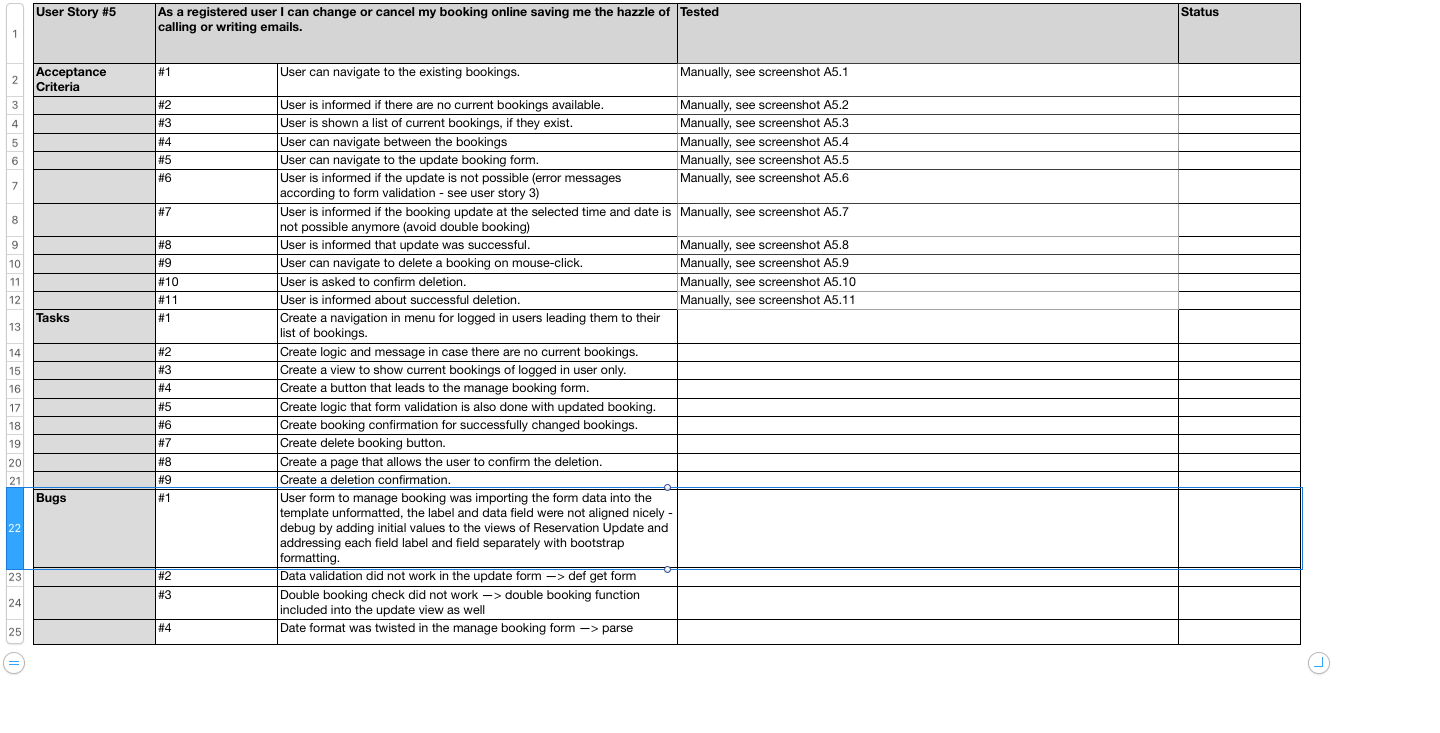 User Story #5 As a registered user I can change or cancel my booking online saving me the hazzle of Tested Status
calling or writing emails.
1
Acceptance #1 User can navigate to the existing bookings. Manually, see screenshot A5.1
2
Criteria
3 #2 User is informed if there are no current bookings available. Manually, see screenshot A5.2
4 #3 User is shown a list of current bookings, if they exist. Manually, see screenshot A5.3
5 #4 User can navigate between the bookings Manually, see screenshot A5.4
6 #5 User can navigate to the update booking form. Manually, see screenshot A5.5
#6 User is informed if the update is not possible (error messages Manually, see screenshot A5.6
7
according to form validation - see user story 3)
#7 User is informed if the booking update at the selected time and date is Manually, see screenshot A5.7
8
not possible anymore (avoid double booking)
9 #8 User is informed that update was successful. Manually, see screenshot A5.8
10 #9 User can navigate to delete a booking on mouse-click. Manually, see screenshot A5.9
11 #10 User is asked to confirm deletion. Manually, see screenshot A5.10
12 #11 User is informed about successful deletion. Manually, see screenshot A5.11
Tasks #1 Create a navigation in menu for logged in users leading them to their
13
list of bookings.
14 #2 Create logic and message in case there are no current bookings.
15 #3 Create a view to show current bookings of logged in user only.
16 #4 Create a button that leads to the manage booking form.
17 #5 Create logic that form validation is also done with updated booking.
18 #6 Create booking confirmation for successfully changed bookings.
19 #7 Create delete booking button.
20 #8 Create a page that allows the user to confirm the deletion.
21 #9 Create a deletion confirmation.
Bugs #1 User form to manage booking was importing the form data into the
template unformatted, the label and data field were not aligned nicely -
22 debug by adding initial values to the views of Reservation Update and
addressing each field label and field separately with bootstrap
formatting.
23 #2 Data validation did not work in the update form —> def get form
#3 Double booking check did not work —> double booking function
24
included into the update view as well
25 #4 Date format was twisted in the manage booking form —> parse